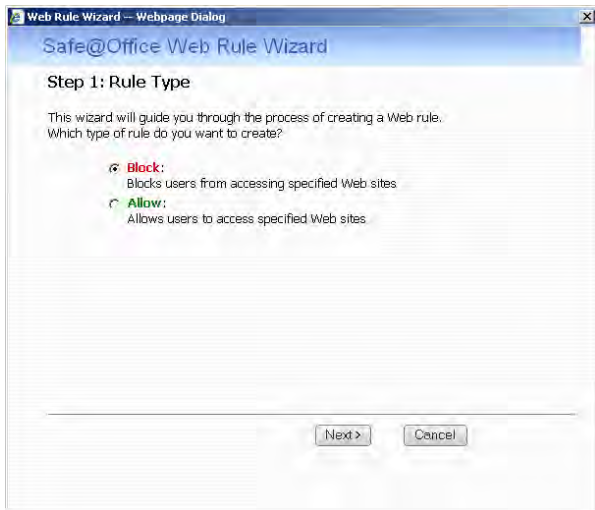 Web Rule Wizard -- Webpage Dialog
Safe@Office Web Rule Wizard
Step 1: Rule Type
This wizard will guide you through the process of creating a Web rule.
Which type of rule do you want to create?
Block:
Blocks users from accessing specified Web sites
Allow:
Allows users to access specified Web sites
Next > Cancel